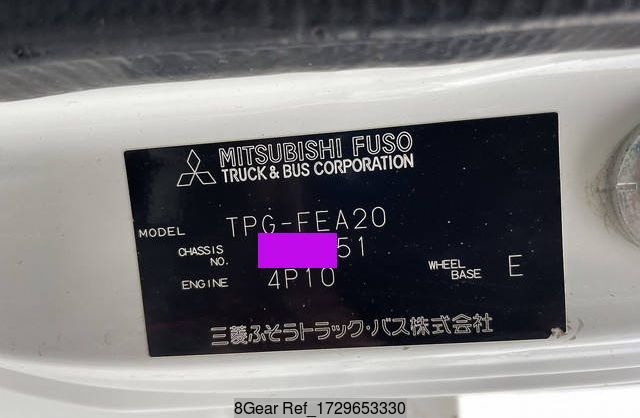 MITSUBISHI FUSO
TRUCK & BUS CORPORATION
MODEL TPG-FEA20
CHASSIS NO. 51
ENGINE 4P10
WHEEL BASE E
三菱ふそうトラック・バス株式会社
8Gear Ref_1729653330